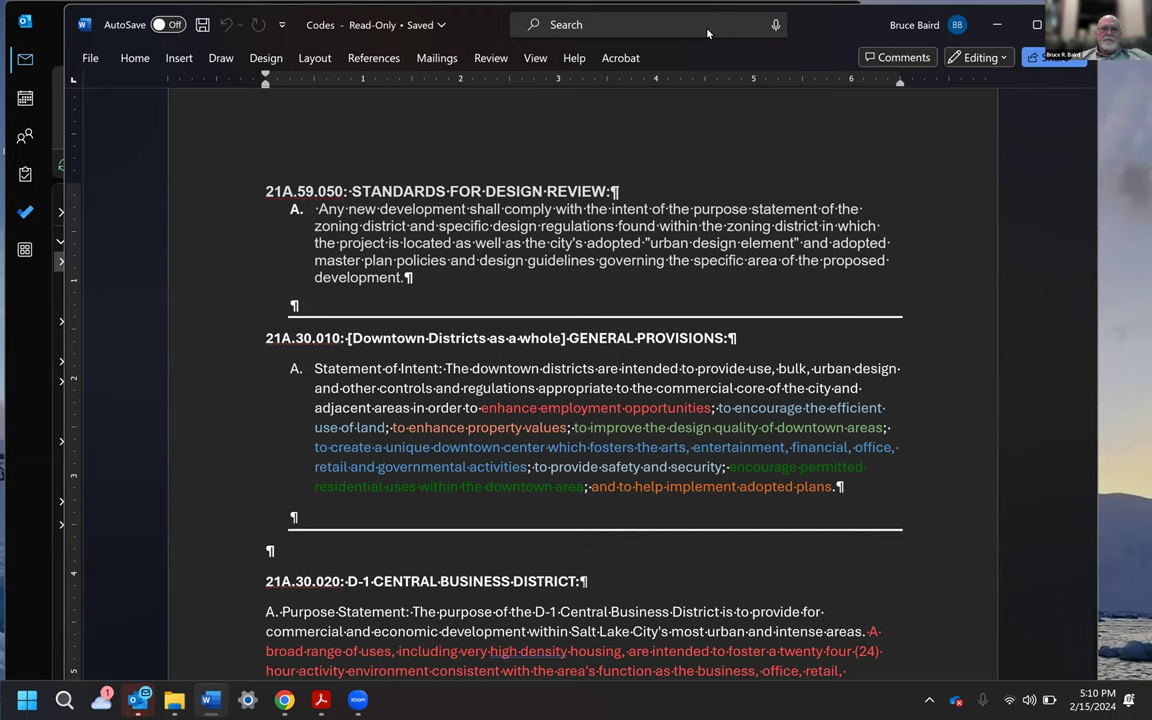 AutoSave Off Codes - Read-Only • Saved Search Bruce Baird BB
File Home Insert Draw Design Layout References Mailings Review View Help Acrobat Comments Editing
Bruce R. Baird
1 2 3 4 5 6
21A.59.050:·STANDARDS·FOR·DESIGN·REVIEW:¶
A. ·Any·new·development·shall·comply·with·the·intent·of·the·purpose·statement·of·the·
zoning·district·and·specific·design·regulations·found·within·the·zoning·district·in·which·
the·project·is·located·as·well·as·the·city's·adopted·"urban·design·element"·and·adopted·
master·plan·policies·and·design·guidelines·governing·the·specific·area·of·the·proposed·
development.¶
¶
21A.30.010:·[Downtown·Districts·as·a·whole]·GENERAL·PROVISIONS:¶
A. Statement·of·Intent:·The·downtown·districts·are·intended·to·provide·use,·bulk,·urban·design·
and·other·controls·and·regulations·appropriate·to·the·commercial·core·of·the·city·and·
adjacent·areas·in·order·to·enhance·employment·opportunities;·to·encourage·the·efficient·
use·of·land;·to·enhance·property·values;·to·improve·the·design·quality·of·downtown·areas;·
to·create·a·unique·downtown·center·which·fosters·the·arts,·entertainment,·financial,·office,·
retail·and·governmental·activities;·to·provide·safety·and·security;·encourage·permitted·
residential·uses·within·the·downtown·area;·and·to·help·implement·adopted·plans.¶
¶
¶
21A.30.020:·D-1·CENTRAL·BUSINESS·DISTRICT:¶
A.·Purpose·Statement:·The·purpose·of·the·D-1·Central·Business·District·is·to·provide·for·
commercial·and·economic·development·within·Salt·Lake·City's·most·urban·and·intense·areas.·A·
broad·range·of·uses,·including·very·high·density·housing,·are·intended·to·foster·a·twenty·four·(24)·
hour·activity·environment·consistent·with·the·area's·function·as·the·business,·office,·retail,·
1 zoom 5:10 PM
2/15/2024